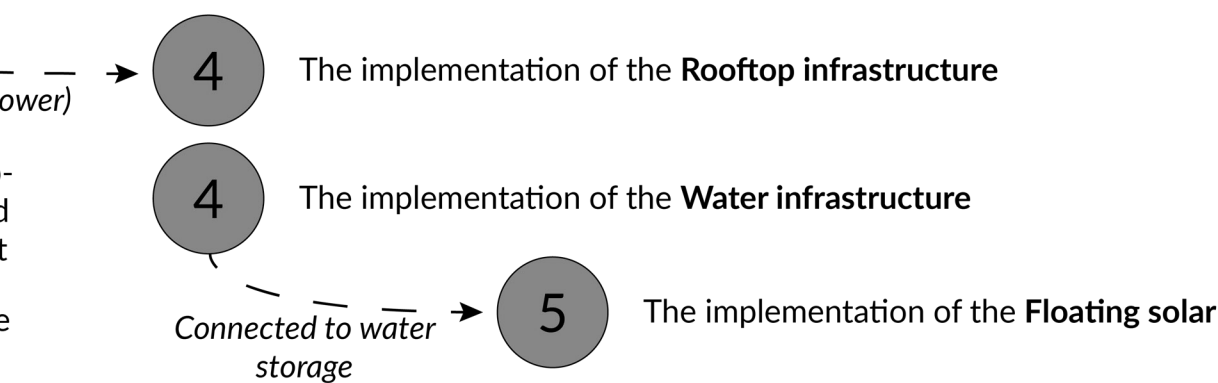 4
The implementation of the Rooftop infrastructure
ower)
4
The implementation of the Water infrastructure
d
t
e
5
The implementation of the Floating solar
Connected to water
storage